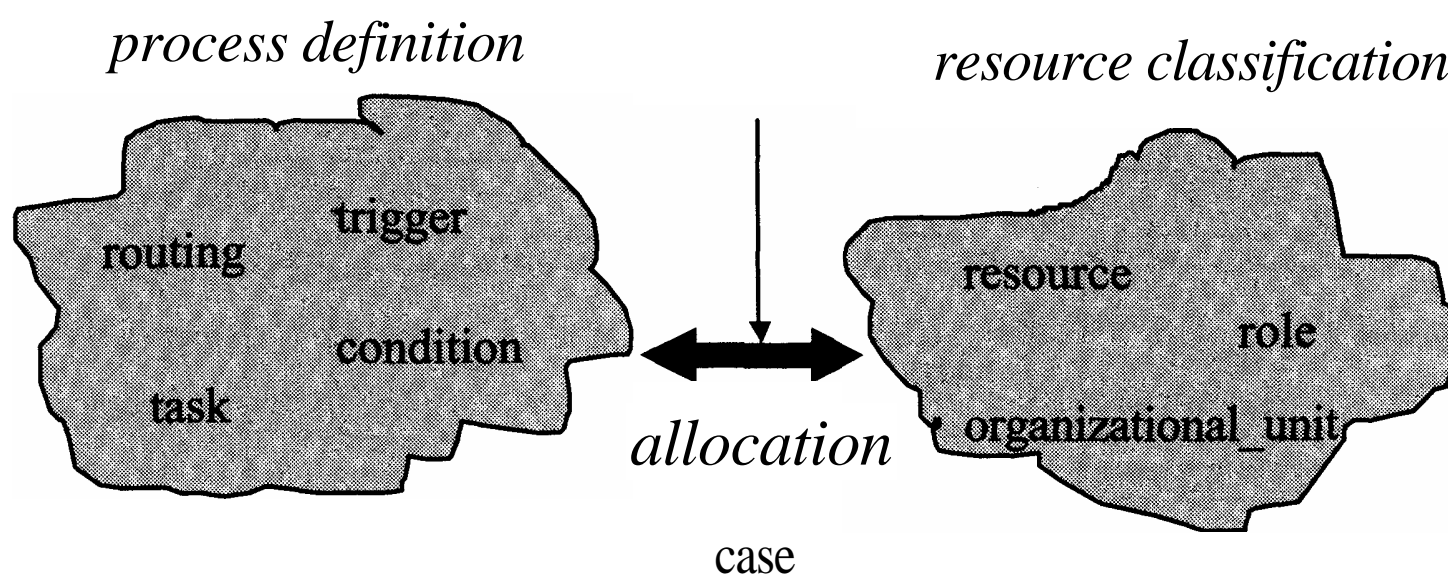 process definition
resource classification
trigger
routing
resource
role
condition
task
organizational_unit
allocation
case